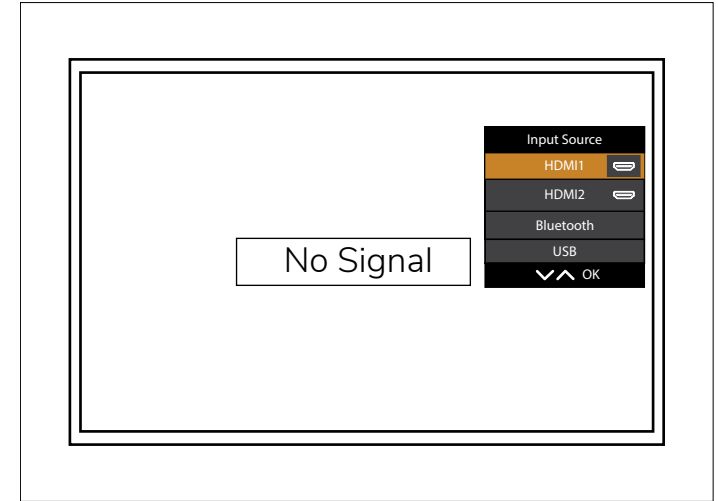 Input Source
HDMI1
HDMI2
Bluetooth
USB
OK
No Signal